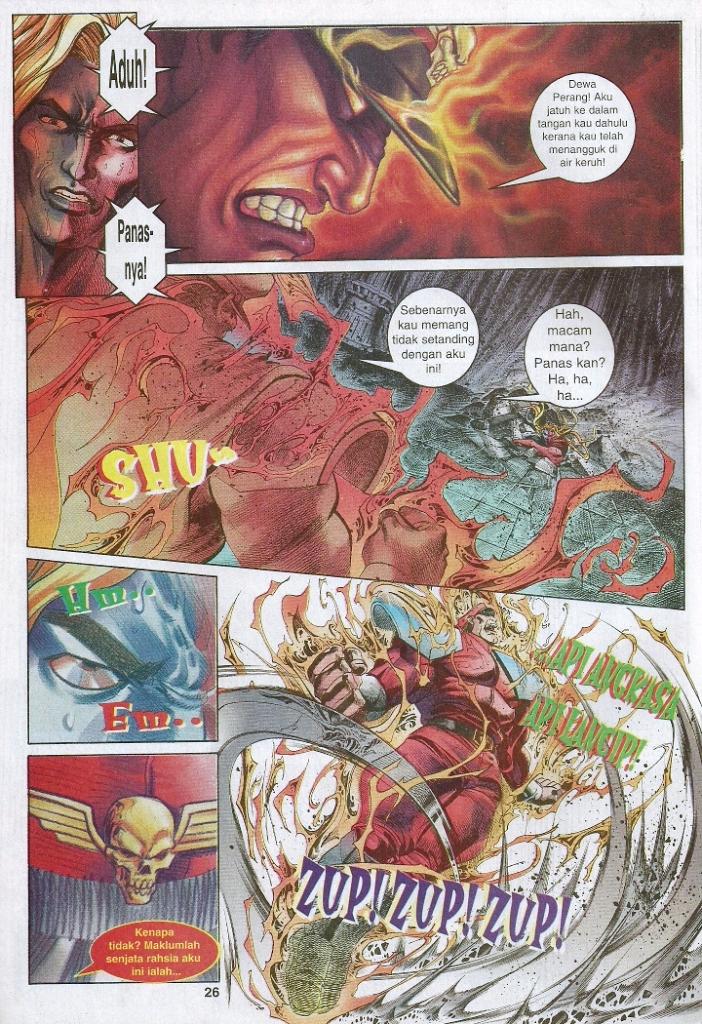 Aduh!
Dewa
Perang! Aku
jatuh ke dalam
tangan kau dahulu
kerana kau telah
menangguk di
air keruh!
Panas-
nya!
Sebenarnya
kau memang
tidak setanding
dengan aku
ini!
Hah,
macam
mana?
Panas kan?
Ha, ha,
ha...
SHU..
Hm..
Em..
API ANGKASA
ZUP! ZUP! ZUP!
Kenapa
tidak? Maklumlah
senjata rahsia aku
ini ialah...
26